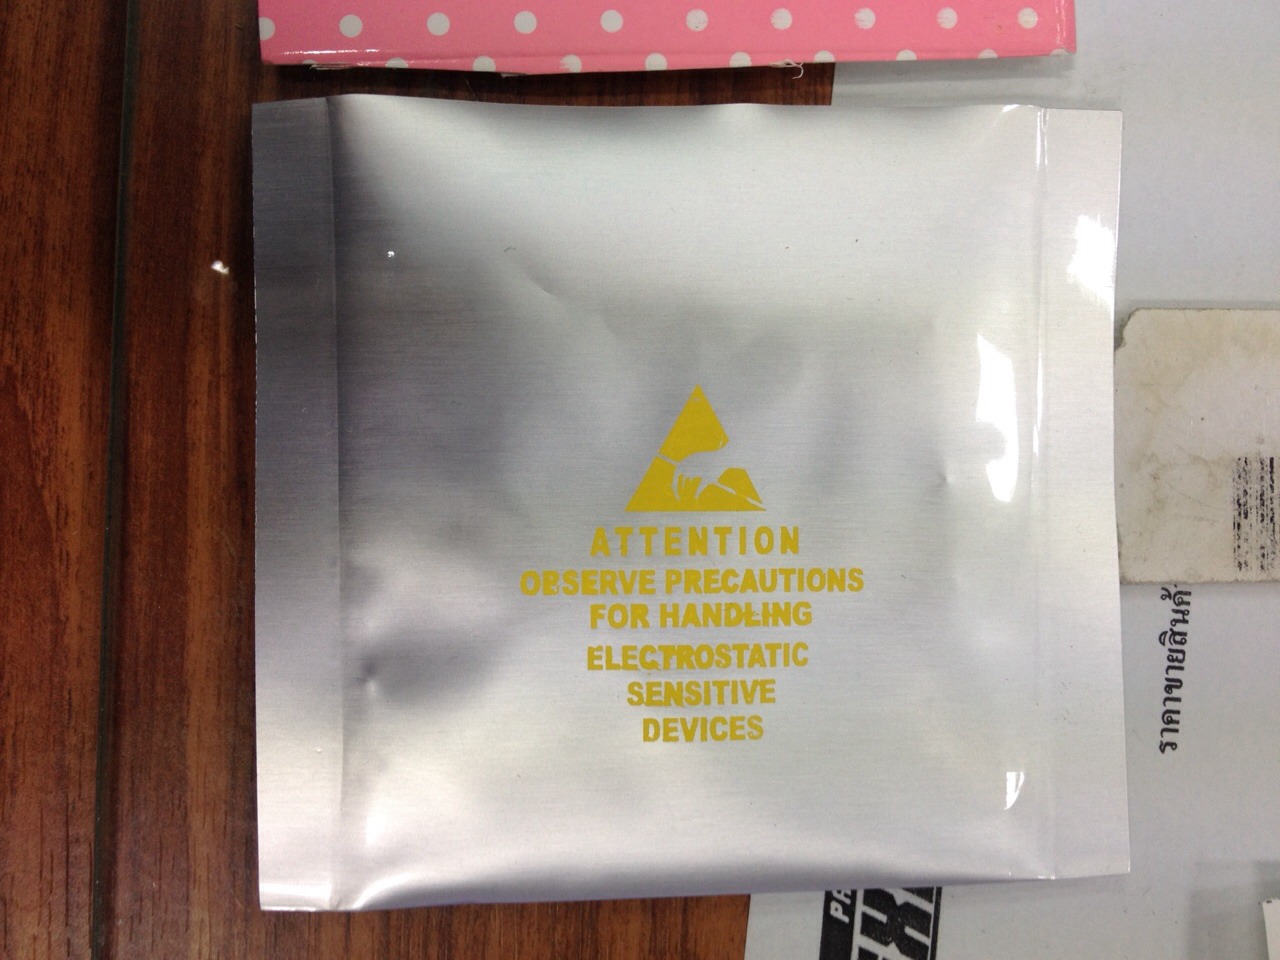 ATTENTION
OBSERVE PRECAUTIONS
FOR HANDLING
ELECTROSTATIC
SENSITIVE
DEVICES
ราคาขายสินค้